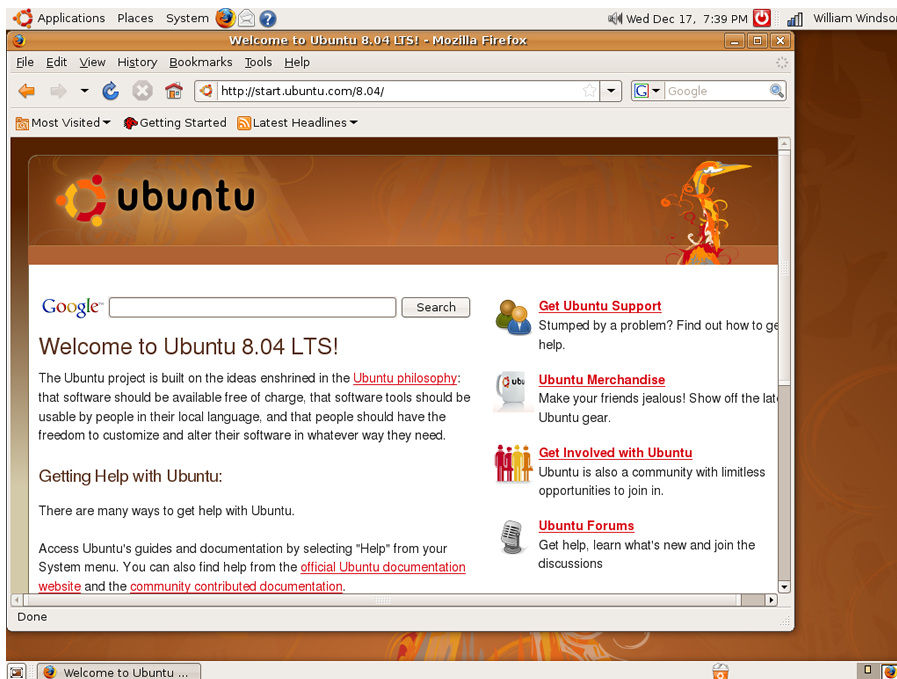 Applications Places System
Wed Dec 17, 7:39 PM
William Windsor
Welcome to Ubuntu 8.04 LTS! - Mozilla Firefox
File Edit View History Bookmarks Tools Help
http://start.ubuntu.com/8.04/
G Google
Most Visited Getting Started Latest Headlines
ubuntu
Google™ Search
Welcome to Ubuntu 8.04 LTS!
The Ubuntu project is built on the ideas enshrined in the Ubuntu philosophy:
that software should be available free of charge, that software tools should be
usable by people in their local language, and that people should have the
freedom to customize and alter their software in whatever way they need.
Getting Help with Ubuntu:
There are many ways to get help with Ubuntu.
Access Ubuntu's guides and documentation by selecting "Help" from your
System menu. You can also find help from the official Ubuntu documentation
website and the community contributed documentation.
Get Ubuntu Support
Stumped by a problem? Find out how to ge
help.
ubu
Ubuntu Merchandise
Make your friends jealous! Show off the late
Ubuntu gear.
Get Involved with Ubuntu
Ubuntu is also a community with limitless
opportunities to join in.
Ubuntu Forums
Get help, learn what's new and join the
discussions
Done
Welcome to Ubuntu ...